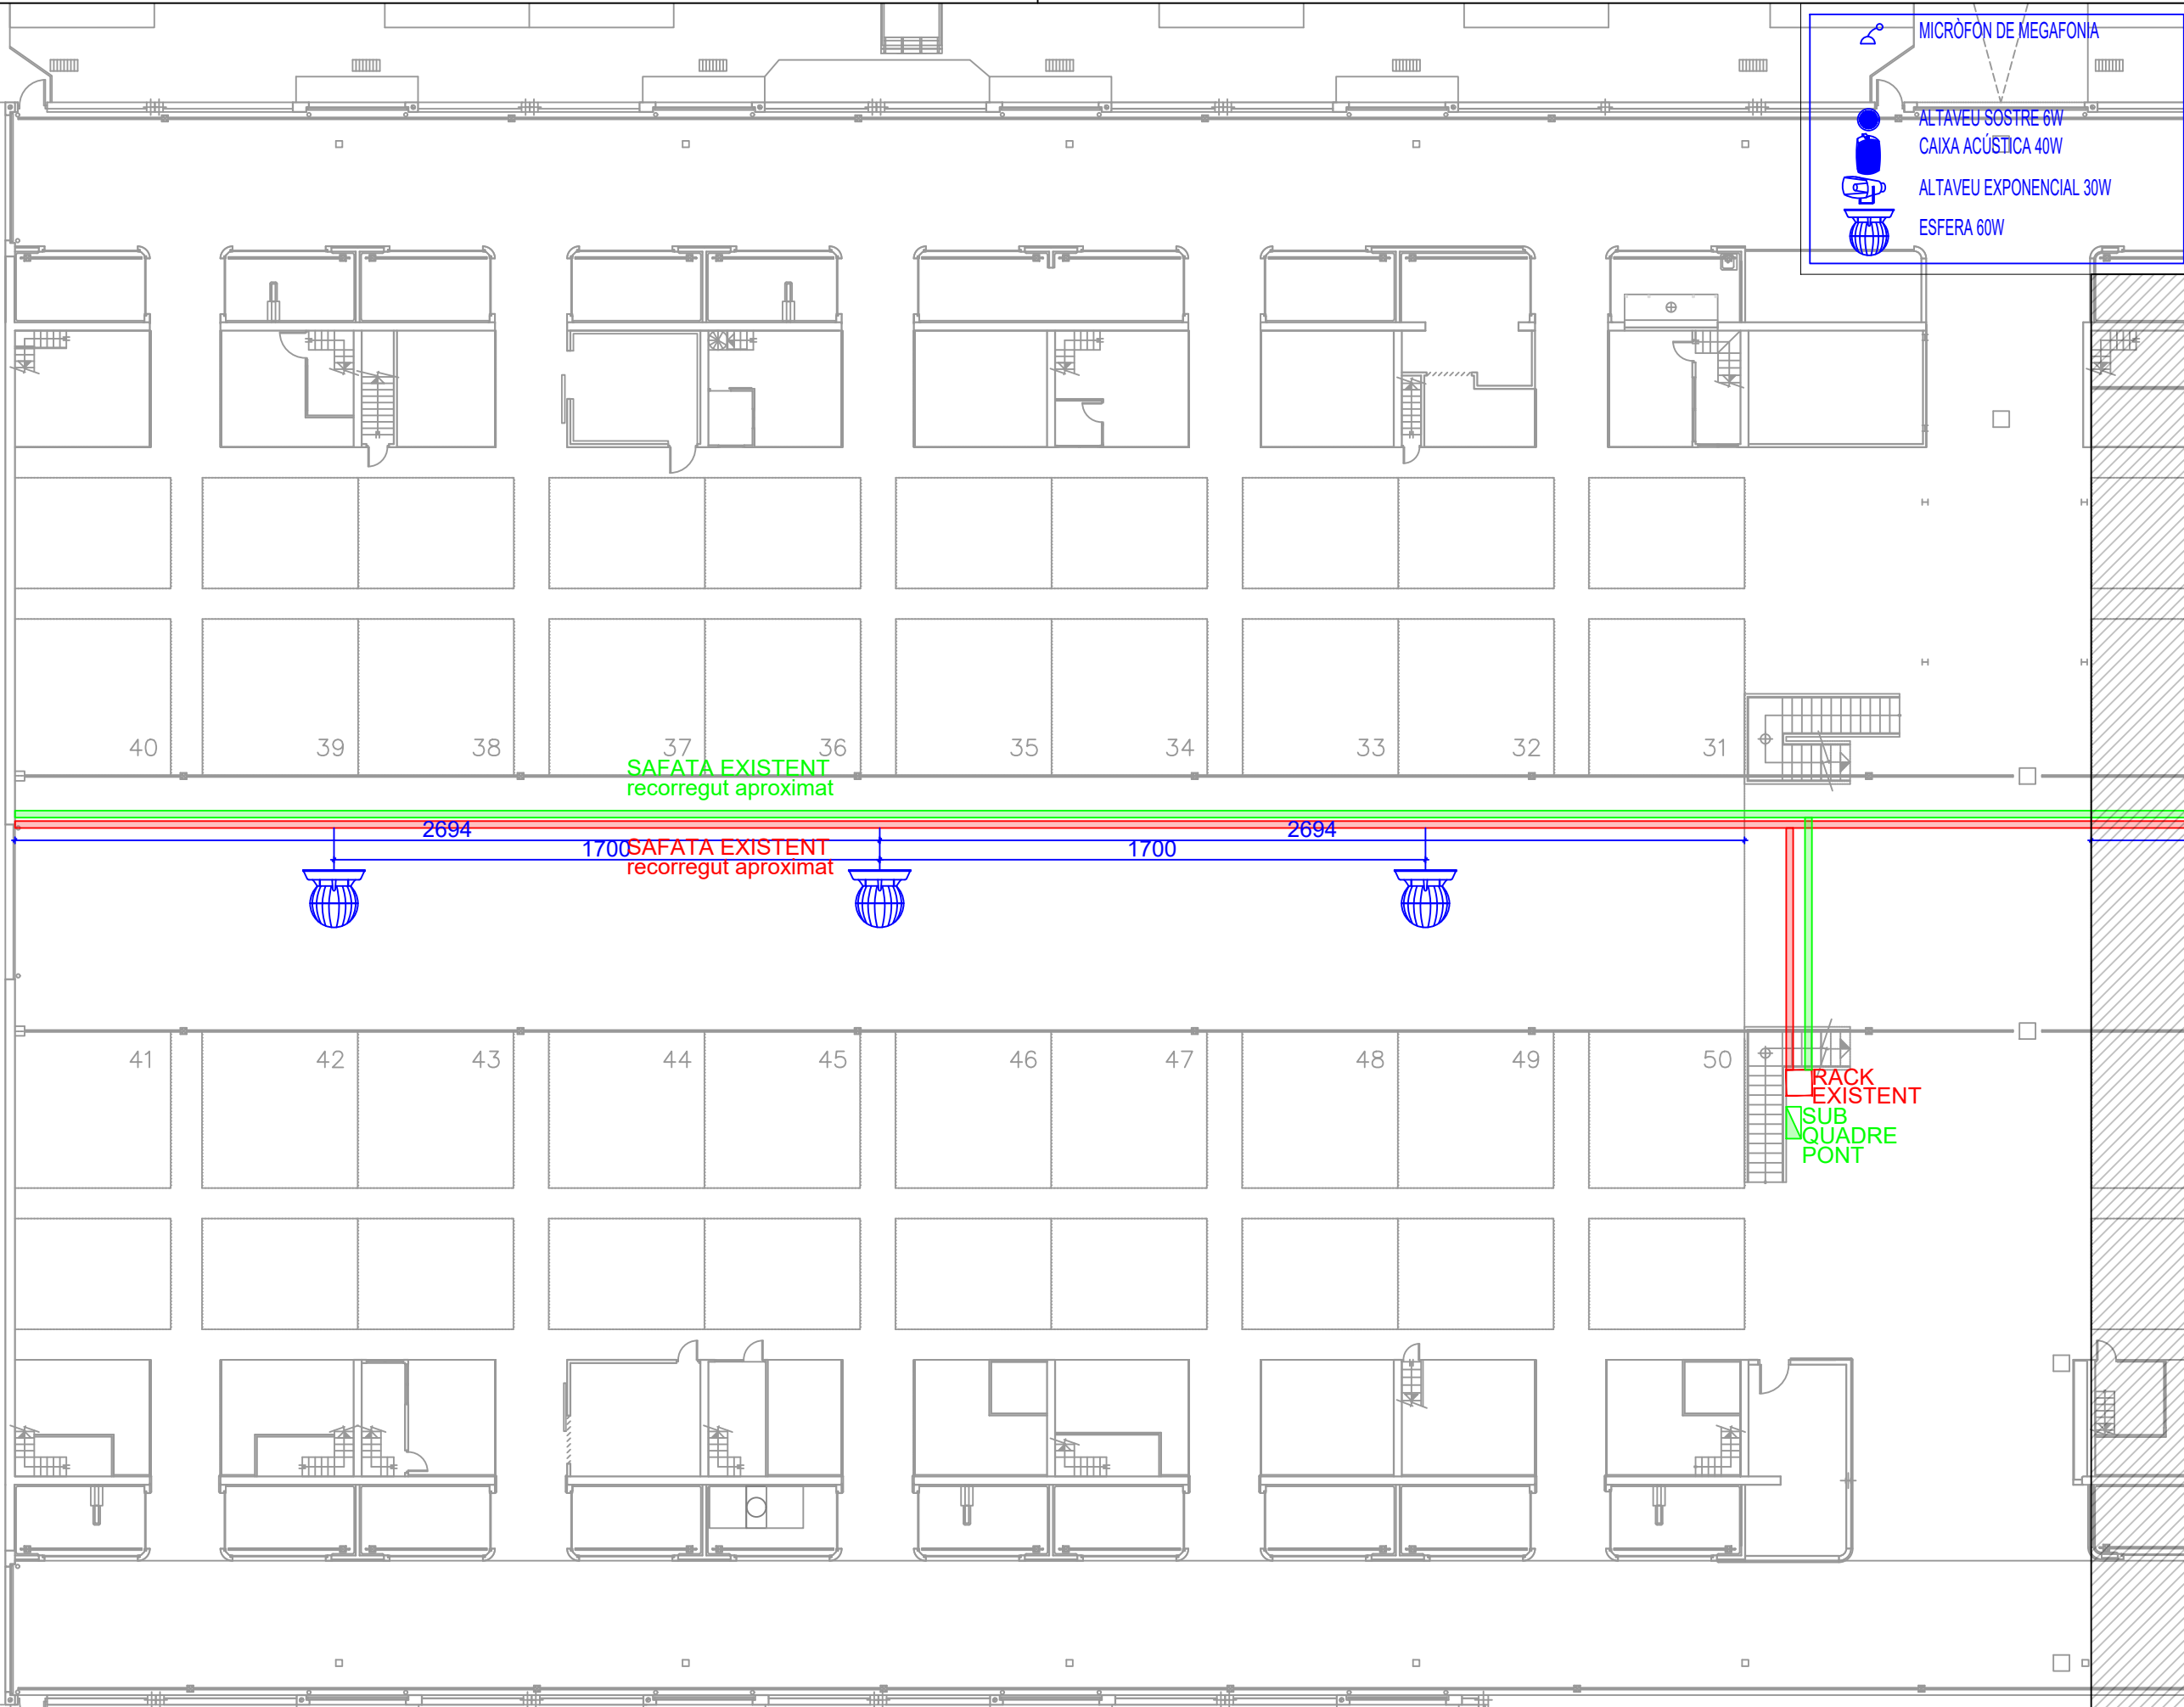 MICRÒFON DE MEGAFONIA
ALTAVEU SOSTRE 6W
CAIXA ACÚSTICA 40W
ALTAVEU EXPONENCIAL 30W
ESFERA 60W
40 39 38 37 36 35 34 33 32 31
SAFATA EXISTENT
recorregut aproximat
2694 2694
1700 1700
SAFATA EXISTENT
recorregut aproximat
41 42 43 44 45 46 47 48 49 50
RACK
EXISTENT
SUB
QUADRE
PONT